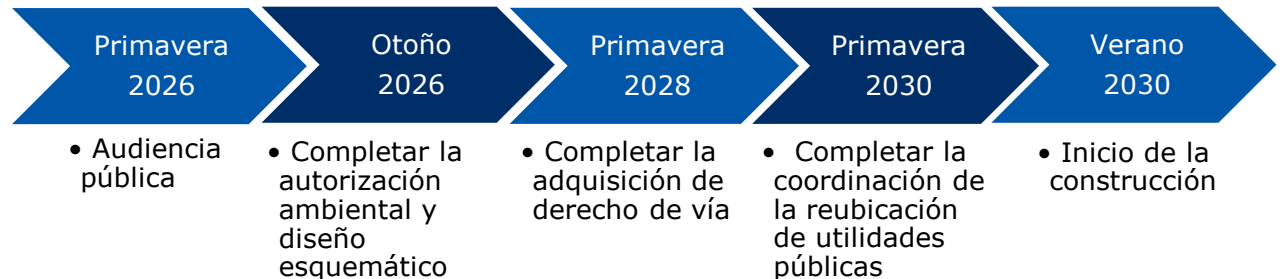 Primavera
2026
Otoño
2026
Primavera
2028
Primavera
2030
Verano
2030
• Audiencia
pública
• Completar la
autorización
ambiental y
diseño
esquemático
• Completar la
adquisición de
derecho de vía
• Completar la
coordinación de
la reubicación
de utilidades
públicas
• Inicio de la
construcción